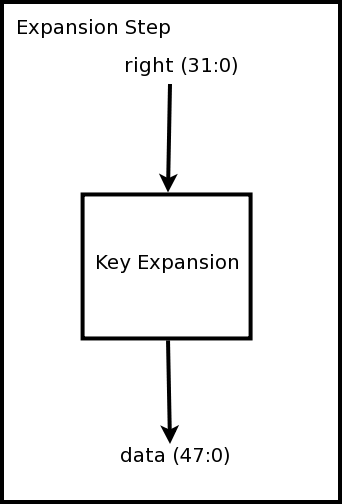 Expansion Step
right (31:0)
Key Expansion
data (47:0)